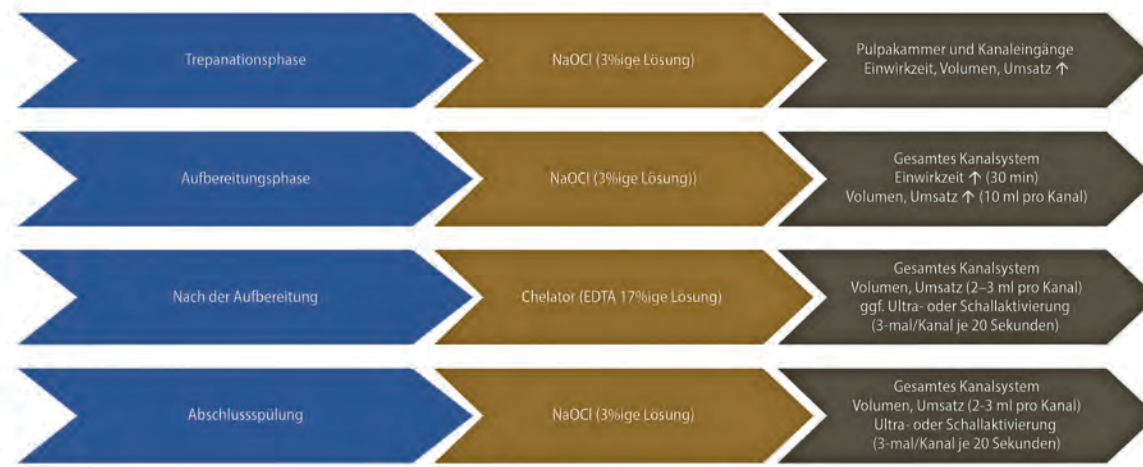 Trepanationsphase
NaOCl (3%ige Lösung)
Pulpakammer und Kanaleingänge
Einwirkzeit, Volumen, Umsatz ↑
Aufbereitungsphase
NaOCl (3%ige Lösung))
Gesamtes Kanalsystem
Einwirkzeit ↑ (30 min)
Volumen, Umsatz ↑ (10 ml pro Kanal)
Nach der Aufbereitung
Chelator (EDTA 17%ige Lösung)
Gesamtes Kanalsystem
Volumen, Umsatz (2–3 ml pro Kanal)
ggf. Ultra- oder Schallaktivierung
(3-mal/Kanal je 20 Sekunden)
Abschlussspülung
NaOCl (3%ige Lösung)
Gesamtes Kanalsystem
Volumen, Umsatz (2-3 ml pro Kanal)
Ultra- oder Schallaktivierung
(3-mal/Kanal je 20 Sekunden)